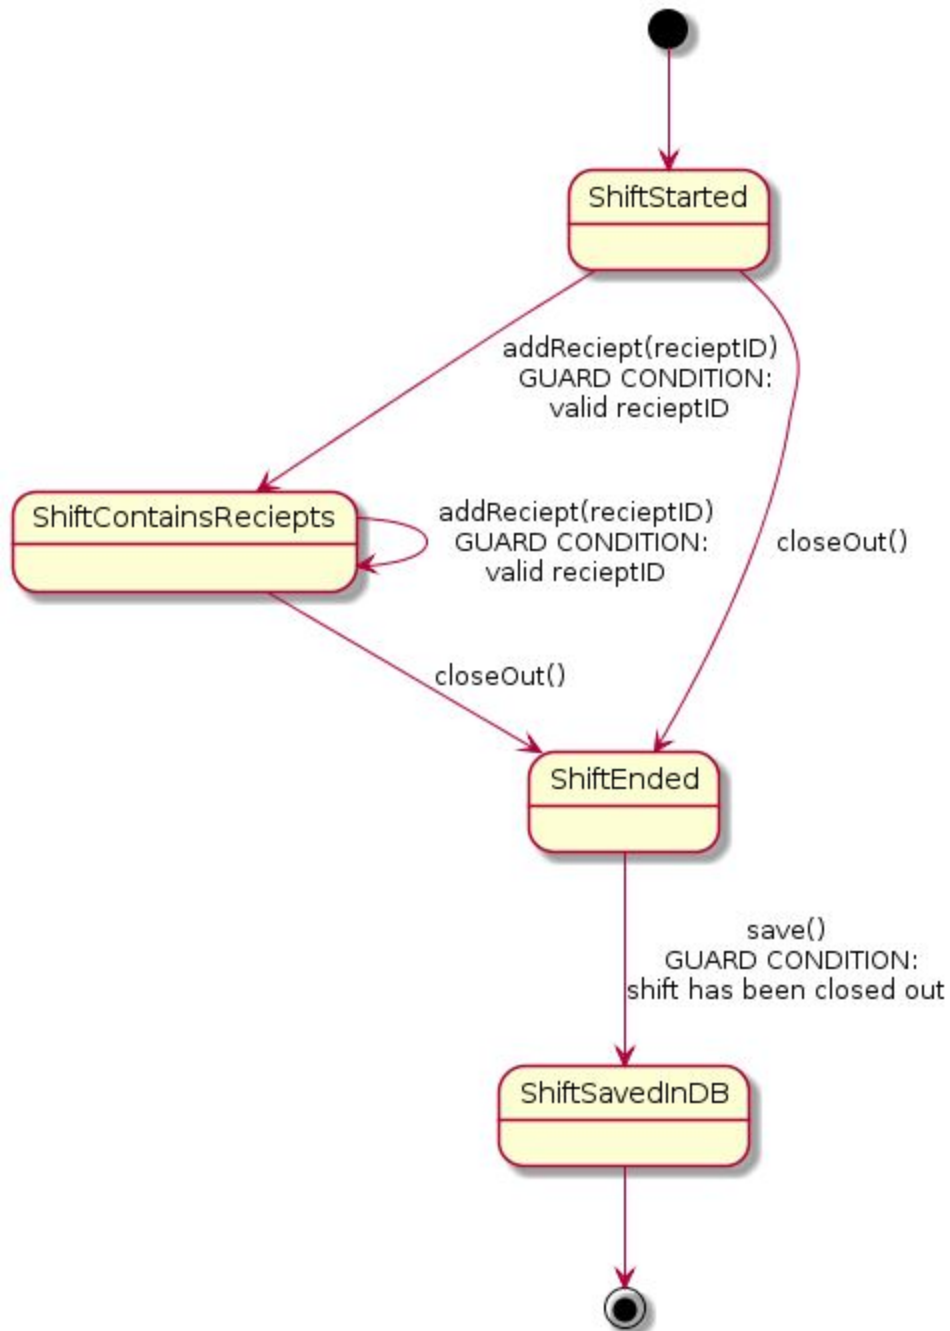 ShiftStarted
addReciept(recieptID)
GUARD CONDITION:
valid recieptID
ShiftContainsReciepts
addReciept(recieptID)
GUARD CONDITION:
valid recieptID
closeOut()
closeOut()
ShiftEnded
save()
GUARD CONDITION:
shift has been closed out
ShiftSavedInDB